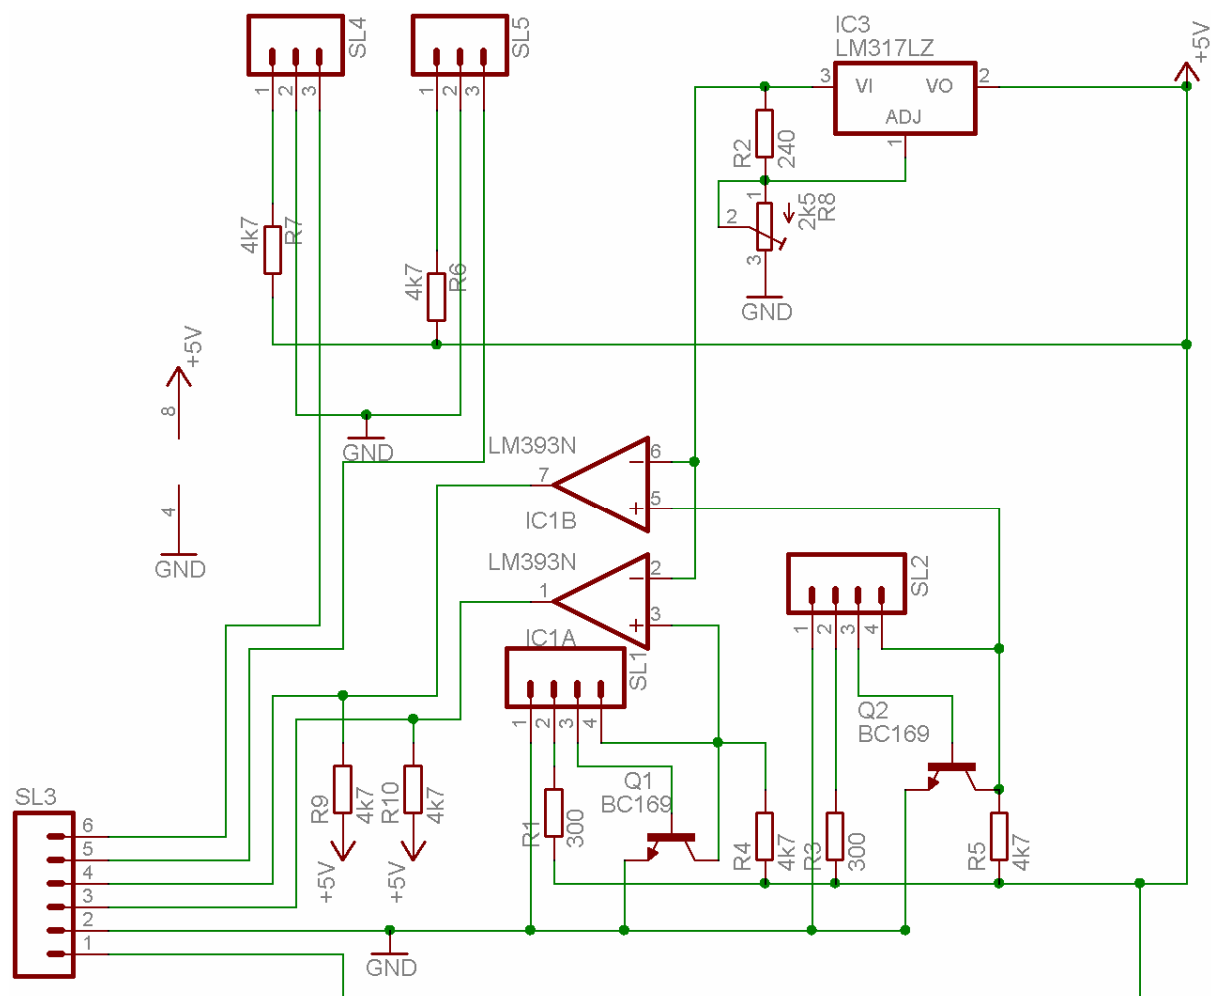 SL4
1
2
3
SL5
1
2
3
IC3
LM317LZ
3
VI
VO
2
ADJ
1
+5V
R2
240
1
2
3
2k5
R8
GND
4k7
R7
4k7
R6
+5V
8
4
GND
GND
LM393N
7
6
5
IC1B
LM393N
1
2
3
IC1A
SL1
1
2
3
4
SL2
1
2
3
4
Q2
BC169
Q1
BC169
R1
300
R4
4k7
R3
300
R5
4k7
R9
4k7
R10
4k7
+5V
+5V
SL3
6
5
4
3
2
1
GND